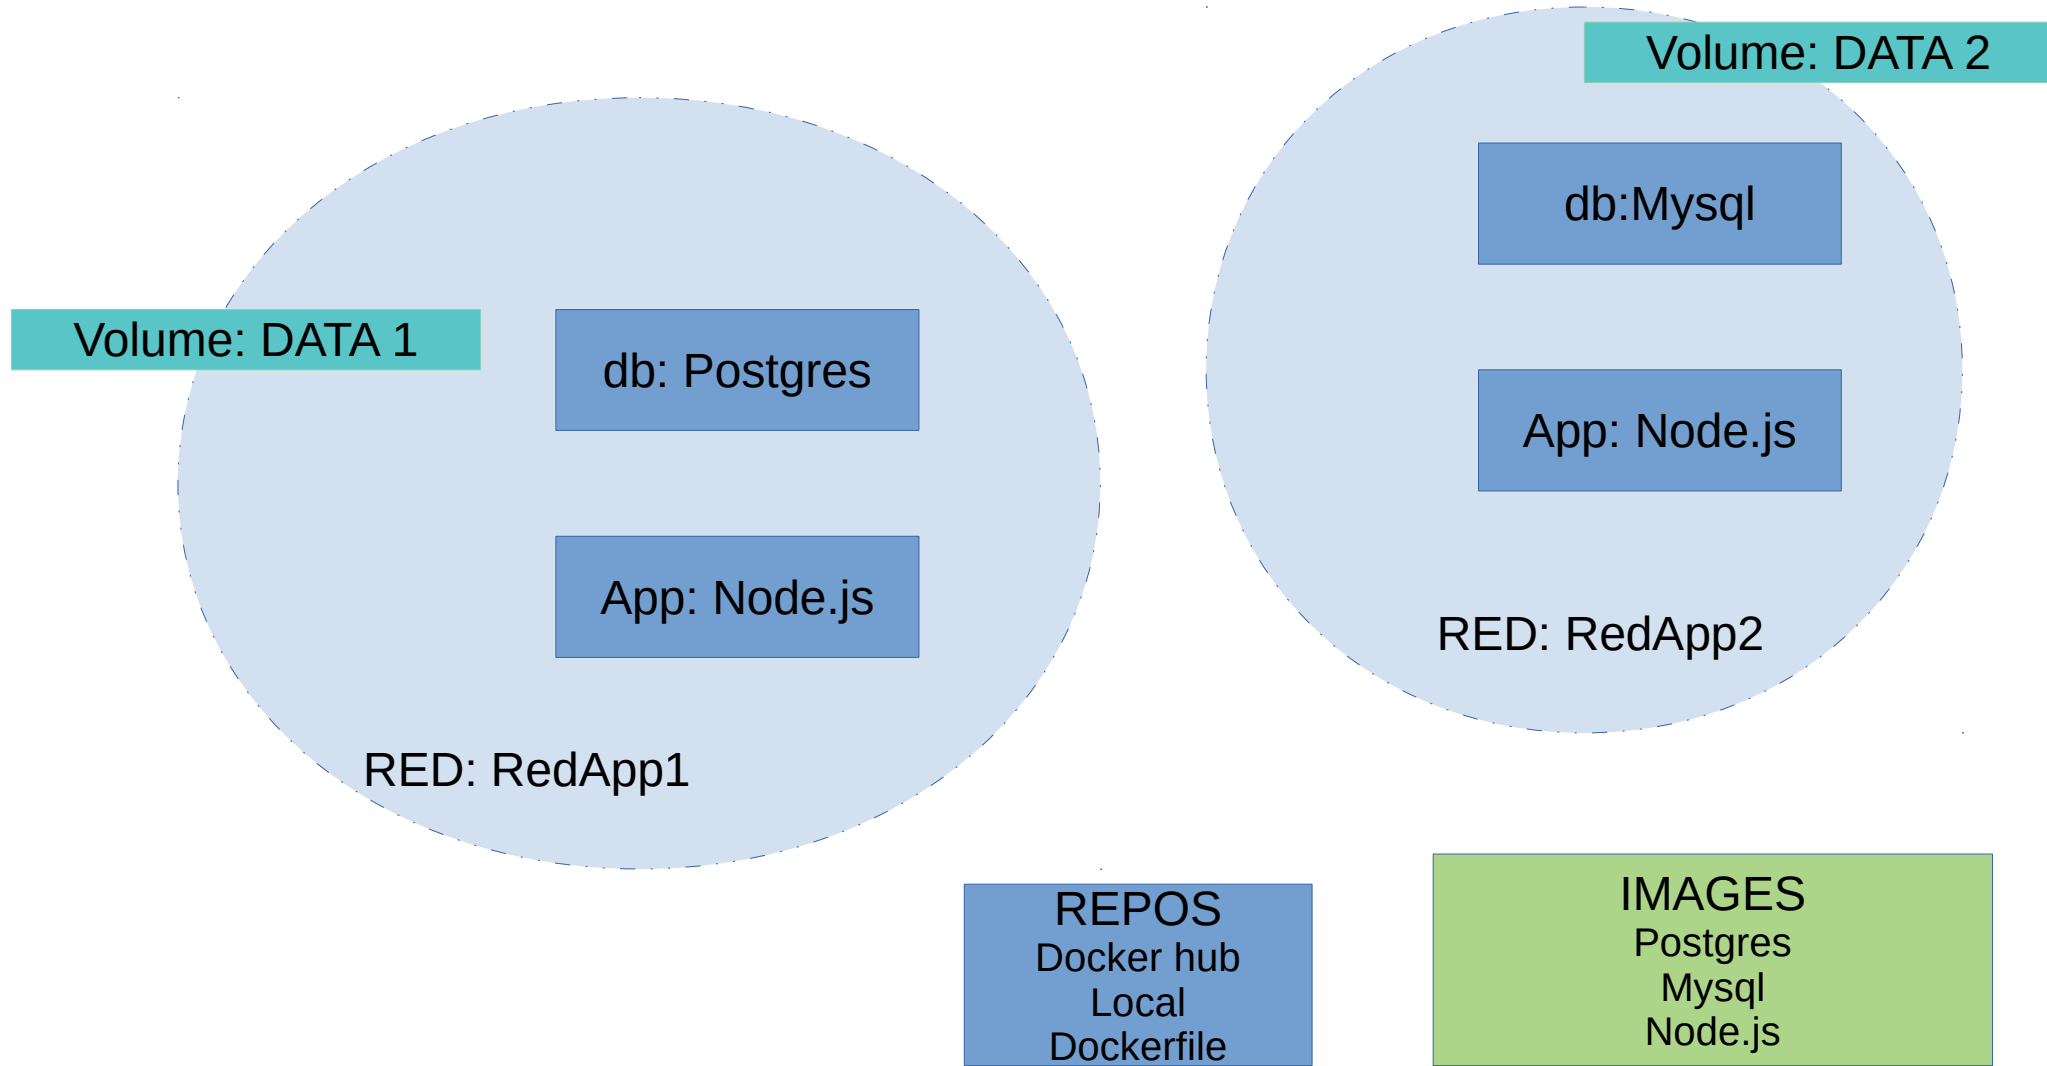 Volume: DATA 1
db: Postgres
App: Node.js
RED: RedApp1
Volume: DATA 2
db:Mysql
App: Node.js
RED: RedApp2
REPOS
Docker hub
Local
Dockerfile
IMAGES
Postgres
Mysql
Node.js